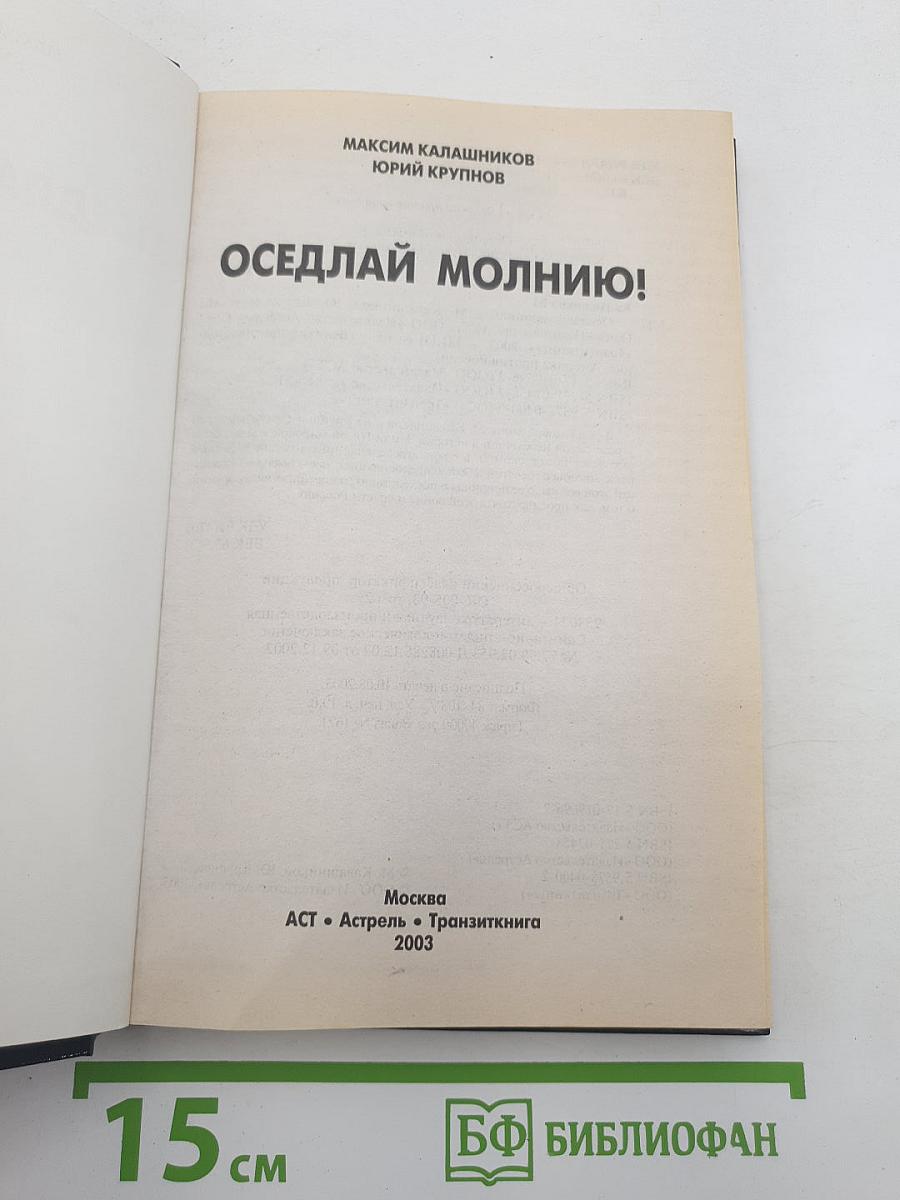 МАКСИМ КАЛАШНИКОВ
ЮРИЙ КРУПНОВ
ОСЕДЛАЙ МОЛНИЮ!
Москва
АСТ • Астрель • Транзиткнига
2003
15 см
БФ БИБЛИОФАН